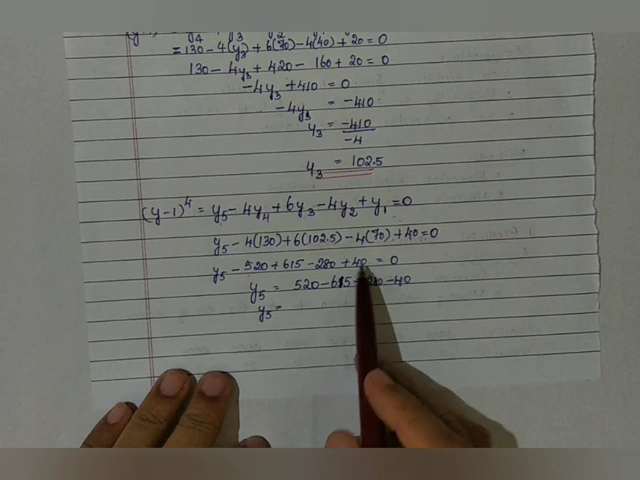 = 130 - 4(y₃) + 6(70) - 4(40) + 20 = 0
130 - 4y₃ + 420 - 160 + 20 = 0
-4y₃ + 410 = 0
-4y₃ = -410
y₃ = -410
-4
y₃ = 102.5
(y-1)⁴ = y₅ - 4y₄ + 6y₃ - 4y₂ + y₁ = 0
y₅ - 4(130) + 6(102.5) - 4(70) + 40 = 0
y₅ - 520 + 615 - 280 + 40 = 0
y₅ = 520 - 615 - 40
y₅ =